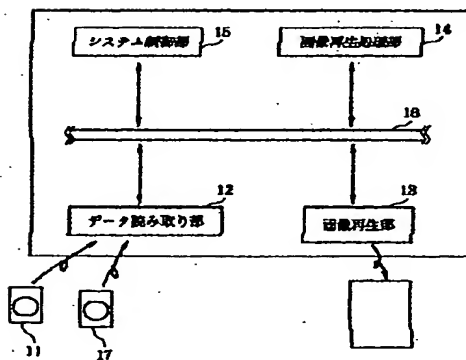 システム制御部 15
画像再生処理部 14
18
12
データ読み取り部
13
画像再生部
11
17